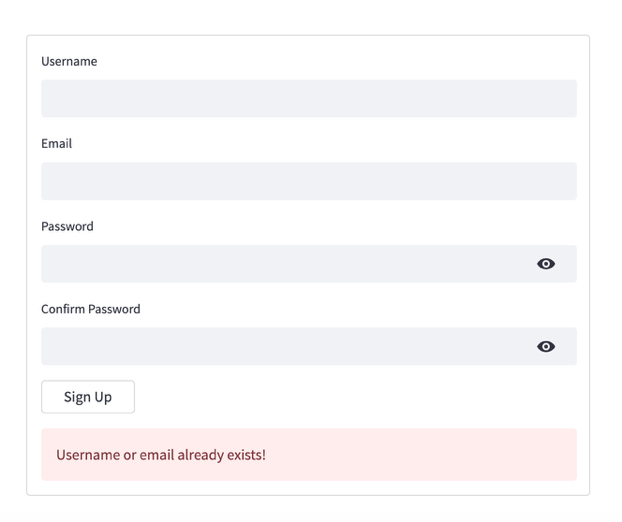 Username
Email
Password
Confirm Password
Sign Up
Username or email already exists!